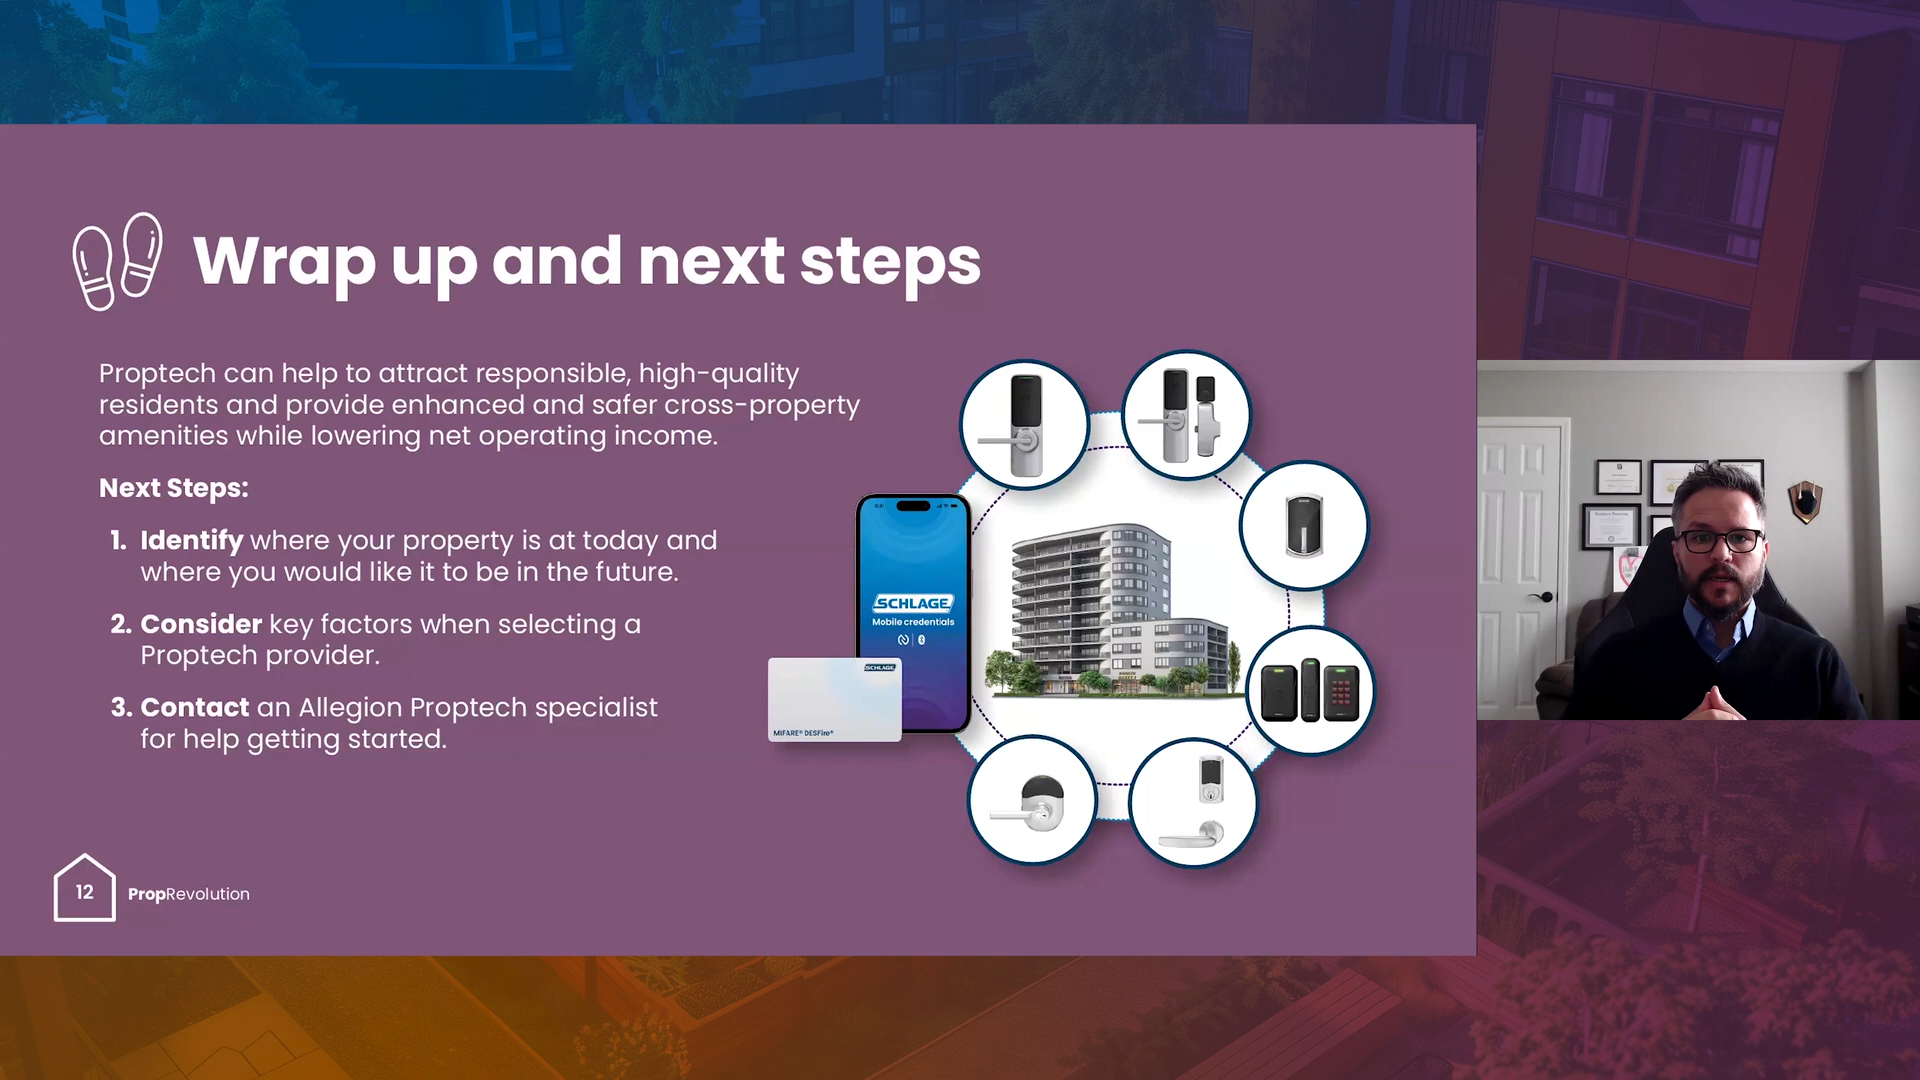 Wrap up and next steps
Proptech can help to attract responsible, high-quality
residents and provide enhanced and safer cross-property
amenities while lowering net operating income.
Next Steps:
1. Identify where your property is at today and
where you would like it to be in the future.
2. Consider key factors when selecting a
Proptech provider.
3. Contact an Allegion Proptech specialist
for help getting started.
SCHLAGE
Mobile credentials
SCHLAGE
MIFARE® DESFire®
12
PropRevolution